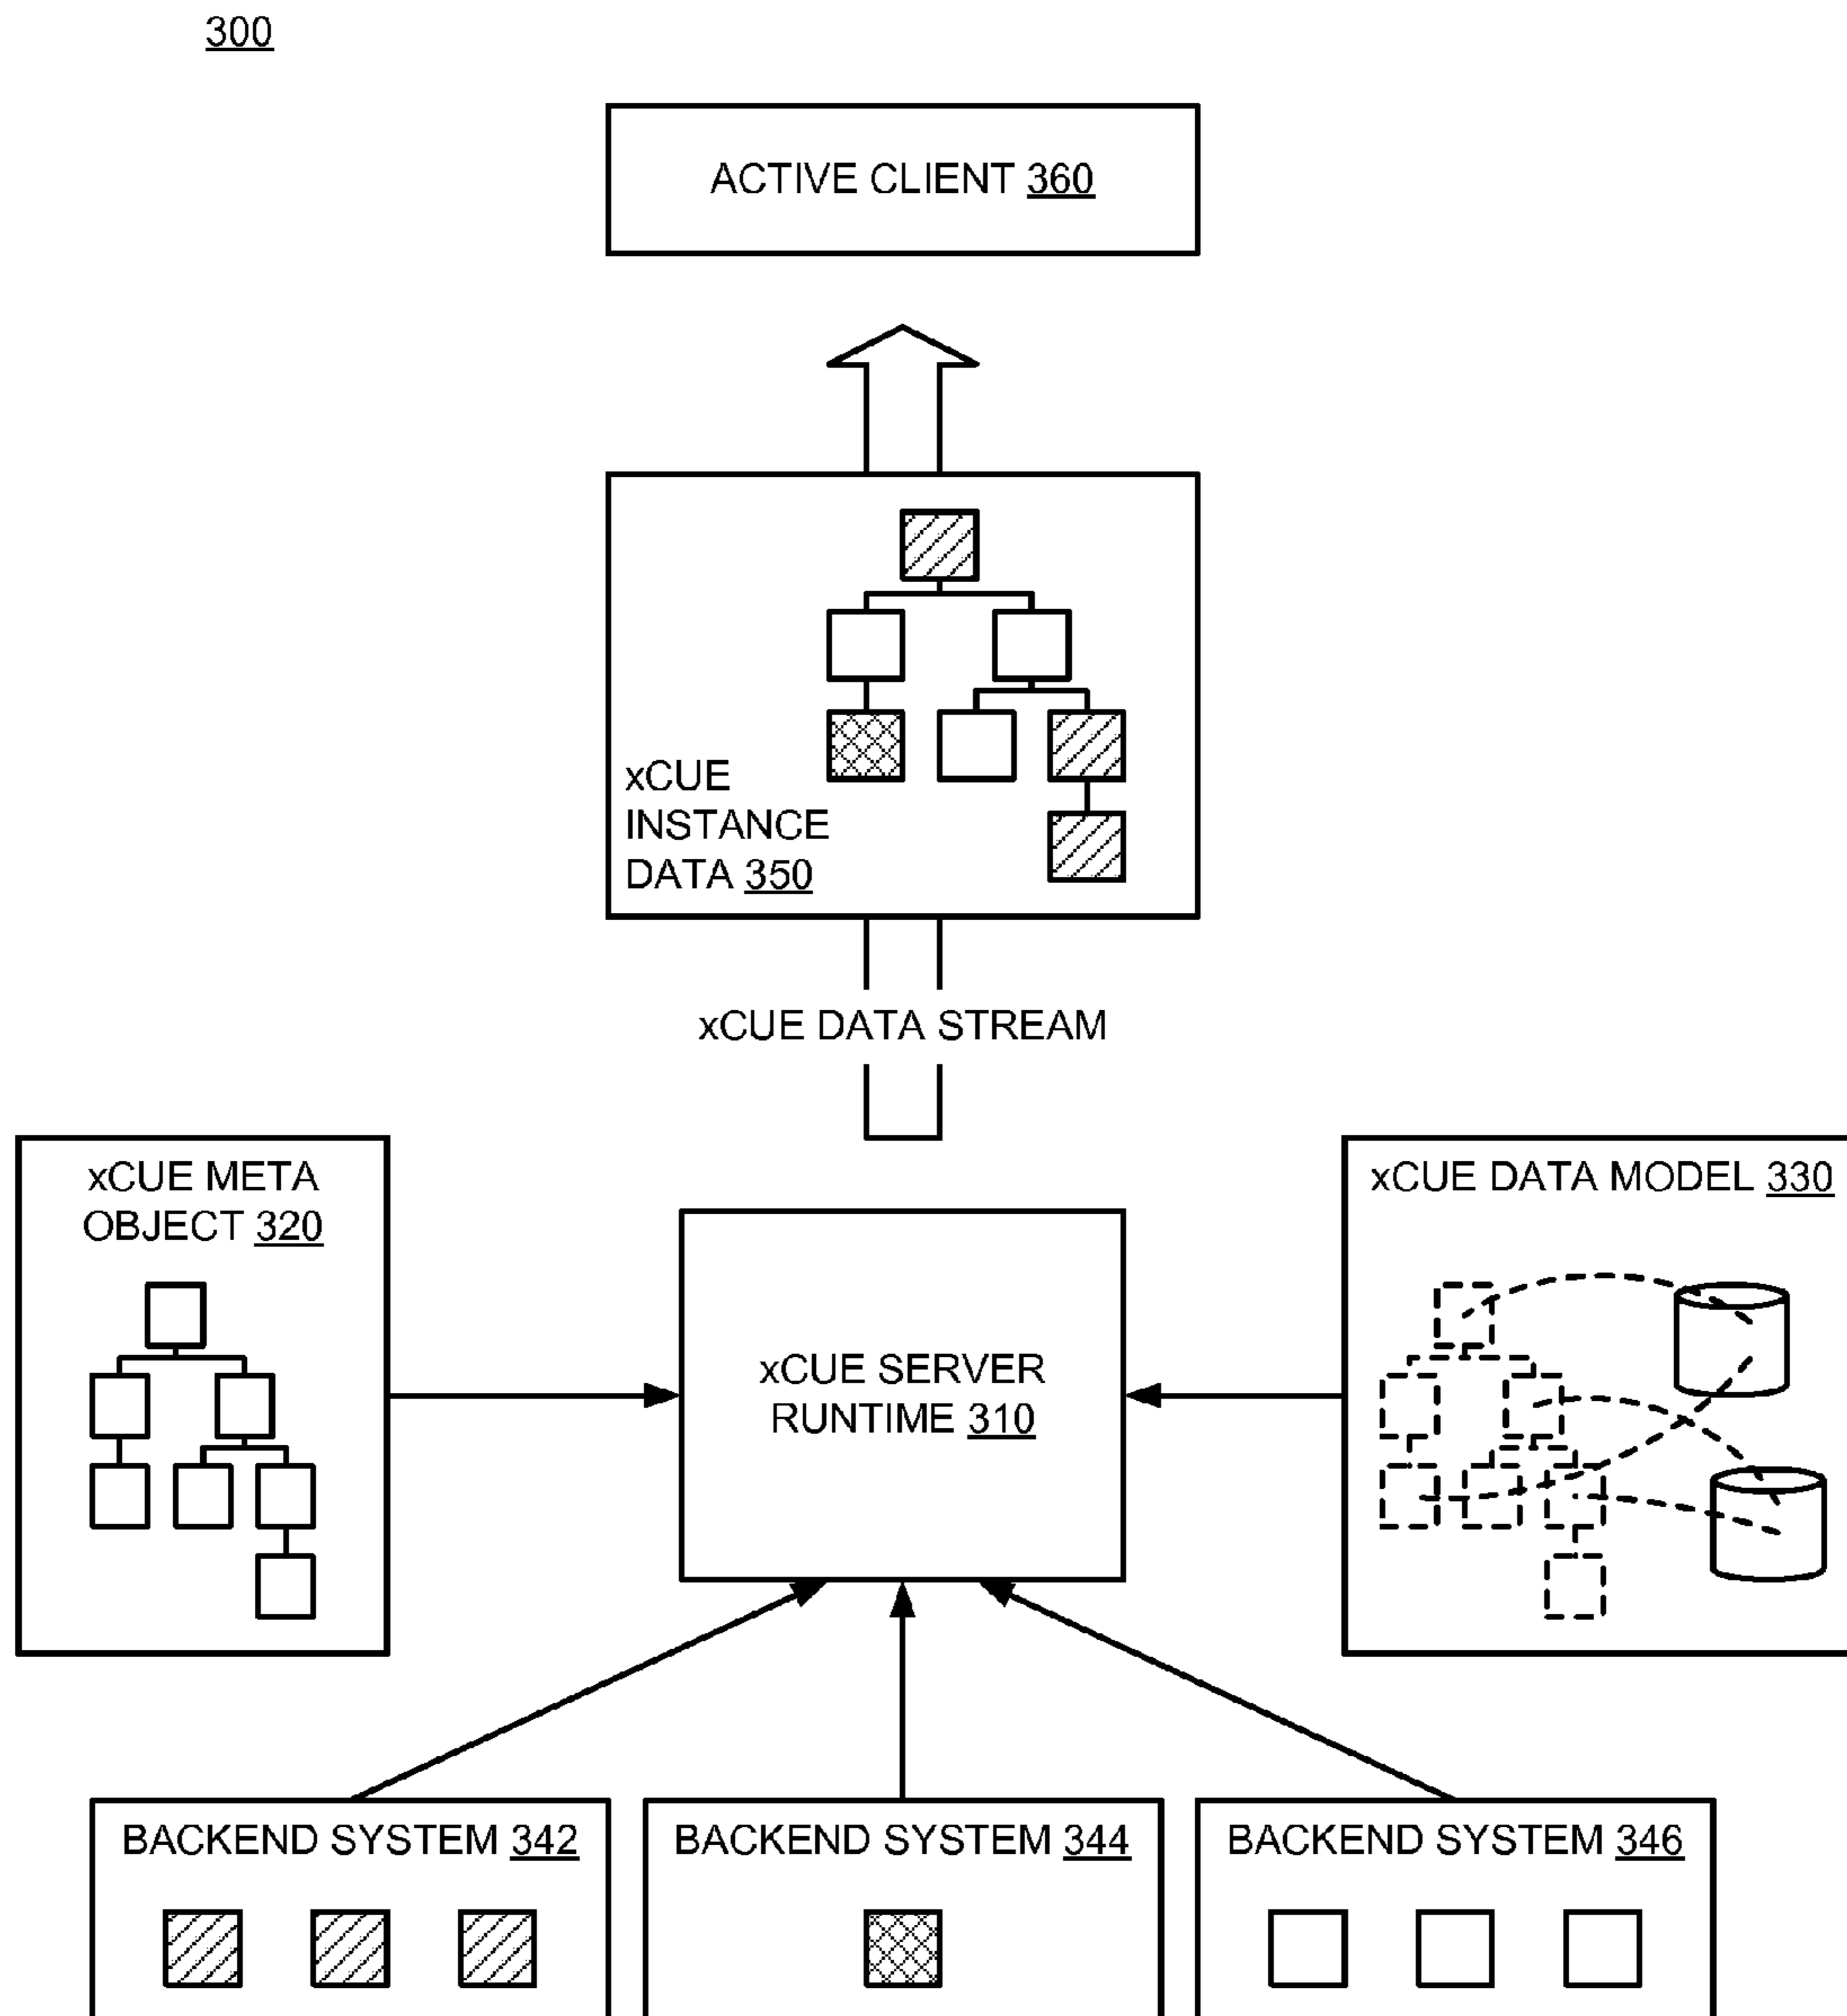 300
ACTIVE CLIENT 360
xCUE
INSTANCE
DATA 350
xCUE DATA STREAM
xCUE META
OBJECT 320
xCUE DATA MODEL 330
xCUE SERVER
RUNTIME 310
BACKEND SYSTEM 342
BACKEND SYSTEM 344
BACKEND SYSTEM 346